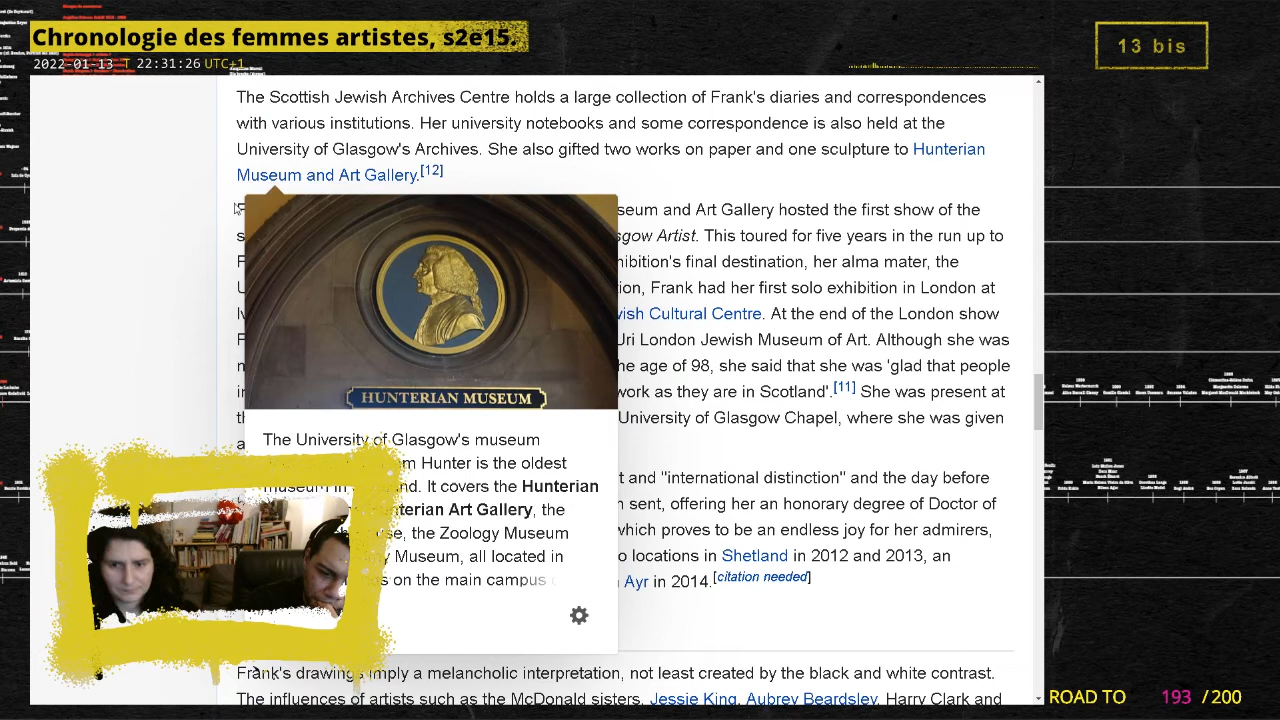 Chronologie des femmes artistes, s2e15.
2022-01-13 T 22:31:26 UTC+1
13 bis
The Scottish Jewish Archives Centre holds a large collection of Frank's diaries and correspondences
with various institutions. Her university notebooks and some correspondence is also held at the
University of Glasgow's Archives. She also gifted two works on paper and one sculpture to Hunterian
Museum and Art Gallery.[12]
seum and Art Gallery hosted the first show of the
sgow Artist. This toured for five years in the run up to
hibition's final destination, her alma mater, the
ion, Frank had her first solo exhibition in London at
vish Cultural Centre. At the end of the London show
Uri London Jewish Museum of Art. Although she was
he age of 98, she said that she was 'glad that people
work as they are in Scotland'.[11] She was present at
University of Glasgow Chapel, where she was given
t and "international distinction" and the day before
n sent, offering her an honorary degree of Doctor of
which proves to be an endless joy for her admirers,
o locations in Shetland in 2012 and 2013, an
Ayr in 2014.[citation needed]
HUNTERIAN MUSEUM
The University of Glasgow's museum
m Hunter is the oldest
museum in nd. It covers the Hunterian
nterian Art Gallery, the
se, the Zoology Museum
y Museum, all located in
s on the main campus
Frank's drawings imply a melancholic interpretation, not least created by the black and white contrast.
The influences of artists such as the McDonald sisters, Jessie King, Aubrey Beardsley, Harry Clark and
ROAD TO 193 / 200